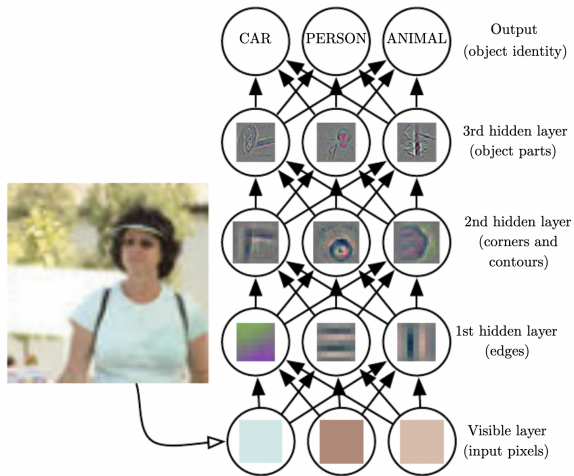 CAR PERSON ANIMAL
Output
(object identity)
3rd hidden layer
(object parts)
2nd hidden layer
(corners and
contours)
1st hidden layer
(edges)
Visible layer
(input pixels)